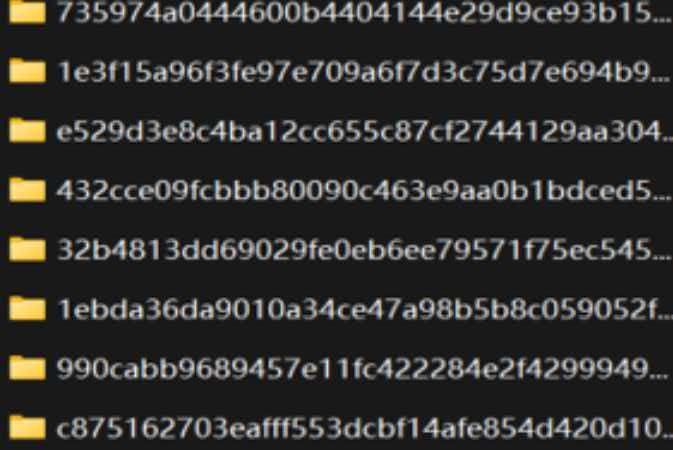 735974a0444600b4404144e29d9ce93b15...
1e3f15a96f3fe97e709a6f7d3c75d7e694b9...
e529d3e8c4ba12cc655c87cf2744129aa304...
432cce09fcbbb80090c463e9aa0b1bdced5...
32b4813dd69029fe0eb6ee79571f75ec545...
1ebda36da9010a34ce47a98b5b8c059052f...
990cabb9689457e11fc422284e2f4299949...
c875162703eafff553dcbf14afe854d420d10...